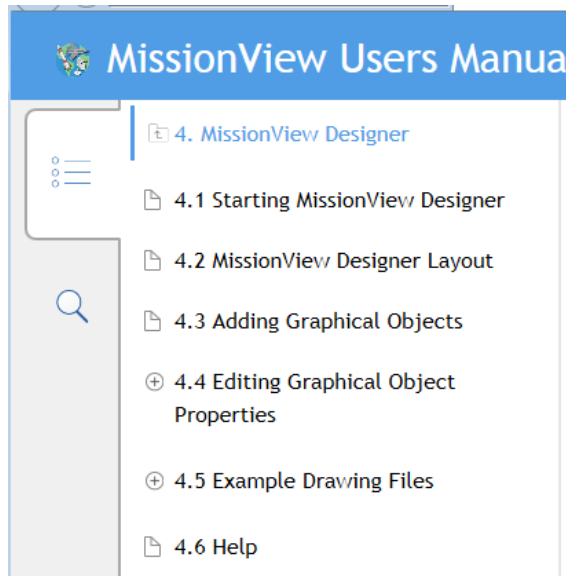 MissionView Users Manua
4. MissionView Designer
4.1 Starting MissionView Designer
4.2 MissionView Designer Layout
4.3 Adding Graphical Objects
4.4 Editing Graphical Object
Properties
4.5 Example Drawing Files
4.6 Help